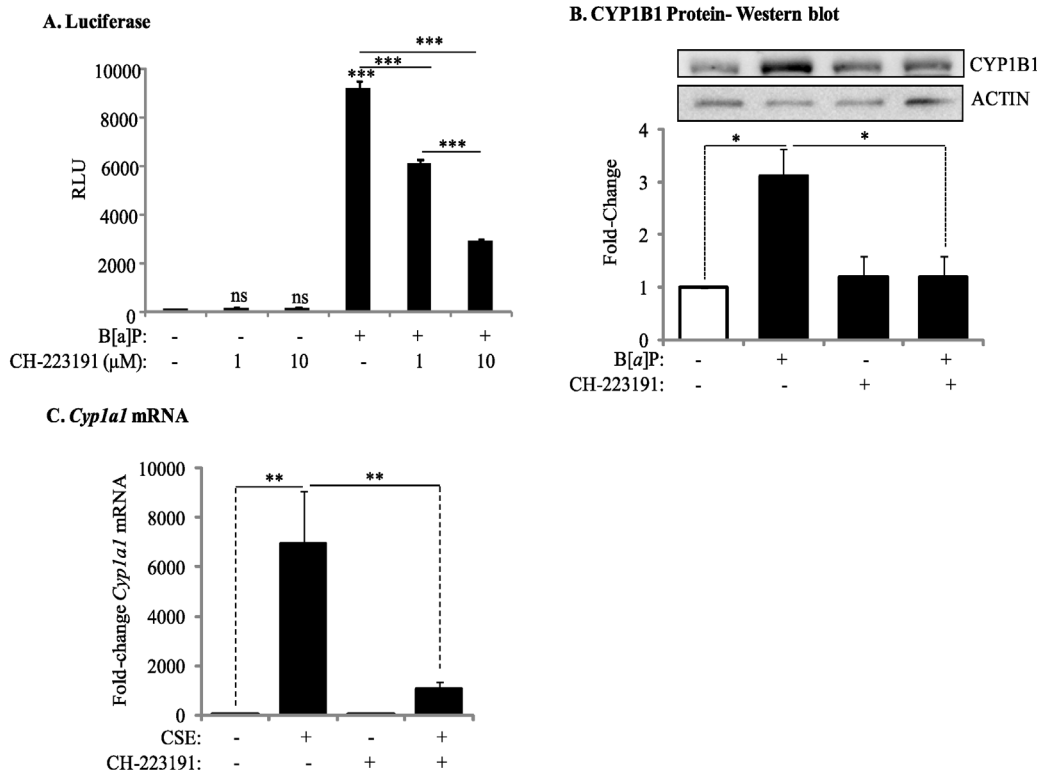 A. Luciferase
***
***
***
***
10000
8000
6000
4000
2000
0
RLU
ns
ns
B[a]P: - - - + + +
CH-223191 (μM): - 1 10 - 1 10
B. CYP1B1 Protein- Western blot
CYP1B1
ACTIN
*
*
4
3
2
1
0
Fold-Change
B[a]P: - + - +
CH-223191: - - + +
C. Cyp1a1 mRNA
**
**
10000
8000
6000
4000
2000
0
Fold-change Cyp1a1 mRNA
CSE: - + - +
CH-223191: - - + +